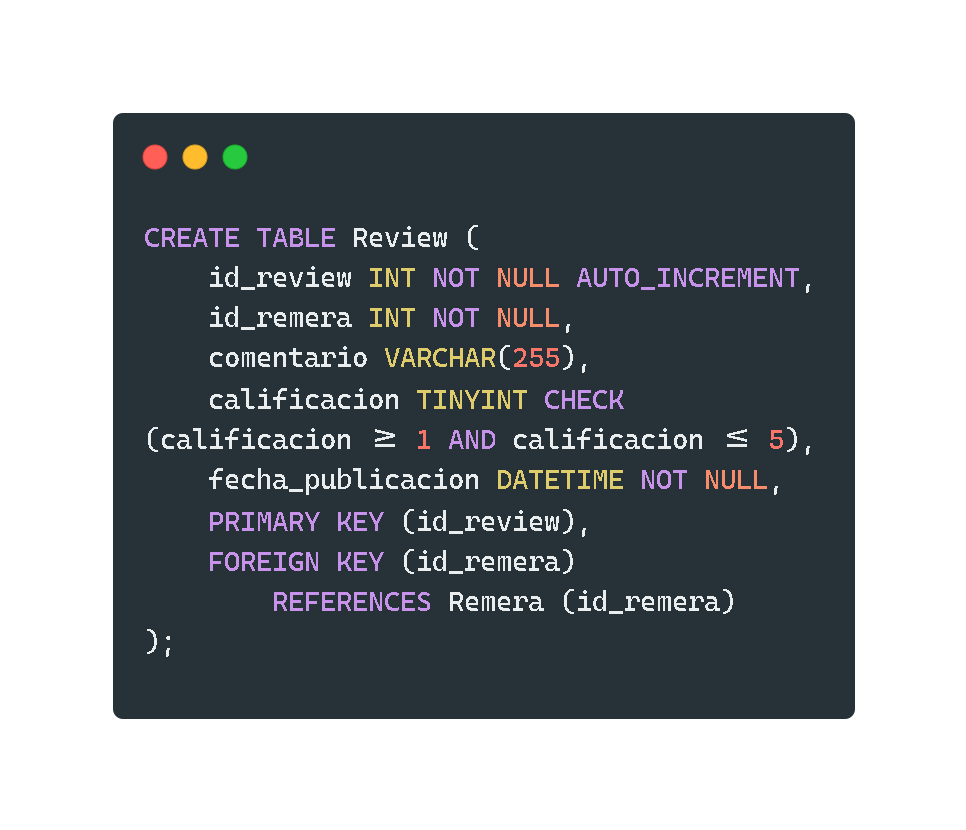 CREATE TABLE Review (
    id_review INT NOT NULL AUTO_INCREMENT,
    id_remera INT NOT NULL,
    comentario VARCHAR(255),
    calificacion TINYINT CHECK
(calificacion ≥ 1 AND calificacion ≤ 5),
    fecha_publicacion DATETIME NOT NULL,
    PRIMARY KEY (id_review),
    FOREIGN KEY (id_remera)
        REFERENCES Remera (id_remera)
);